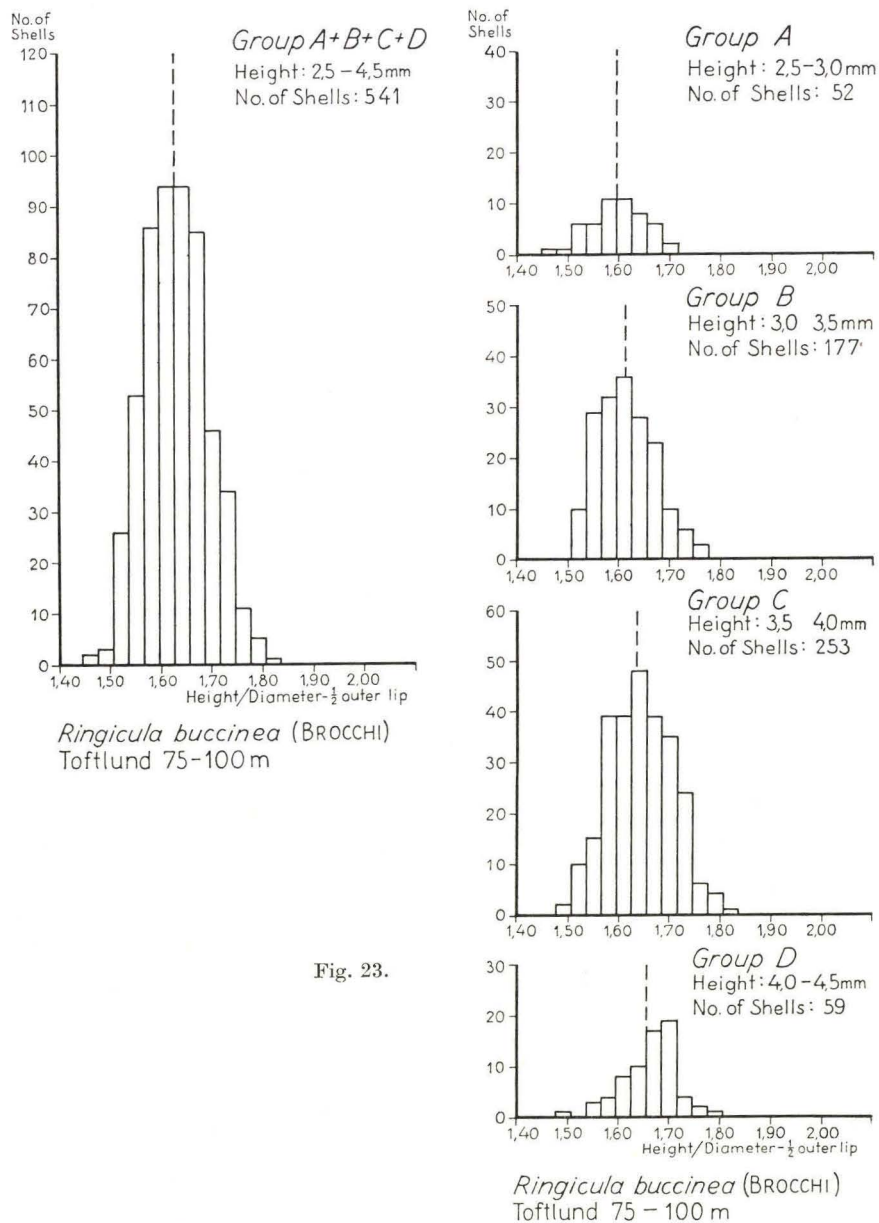 No. of
Shells
Group A+B+C+D
Height: 2,5 – 4,5 mm
No. of Shells: 541
120
110
100
90
80
70
60
50
40
30
20
10
0
1,40 1,50 1,60 1,70 1,80 1,90 2,00
Height/Diameter-½ outer lip
Ringicula buccinea (BROCCHI)
Toftlund 75–100 m
No. of
Shells
Group A
Height: 2,5–3,0 mm
No. of Shells: 52
40
30
20
10
0
1,40 1,50 1,60 1,70 1,80 1,90 2,00
Group B
Height: 3,0 3,5 mm
No. of Shells: 177
50
40
30
20
10
0
1,40 1,50 1,60 1,70 1,80 1,90 2,00
Group C
Height: 3,5 4,0 mm
No. of Shells: 253
60
50
40
30
20
10
0
1,40 1,50 1,60 1,70 1,80 1,90 2,00
Group D
Height: 4,0–4,5 mm
No. of Shells: 59
30
20
10
0
1,40 1,50 1,60 1,70 1,80 1,90 2,00
Height/Diameter-½ outer lip
Ringicula buccinea (BROCCHI)
Toftlund 75–100 m
Fig. 23.